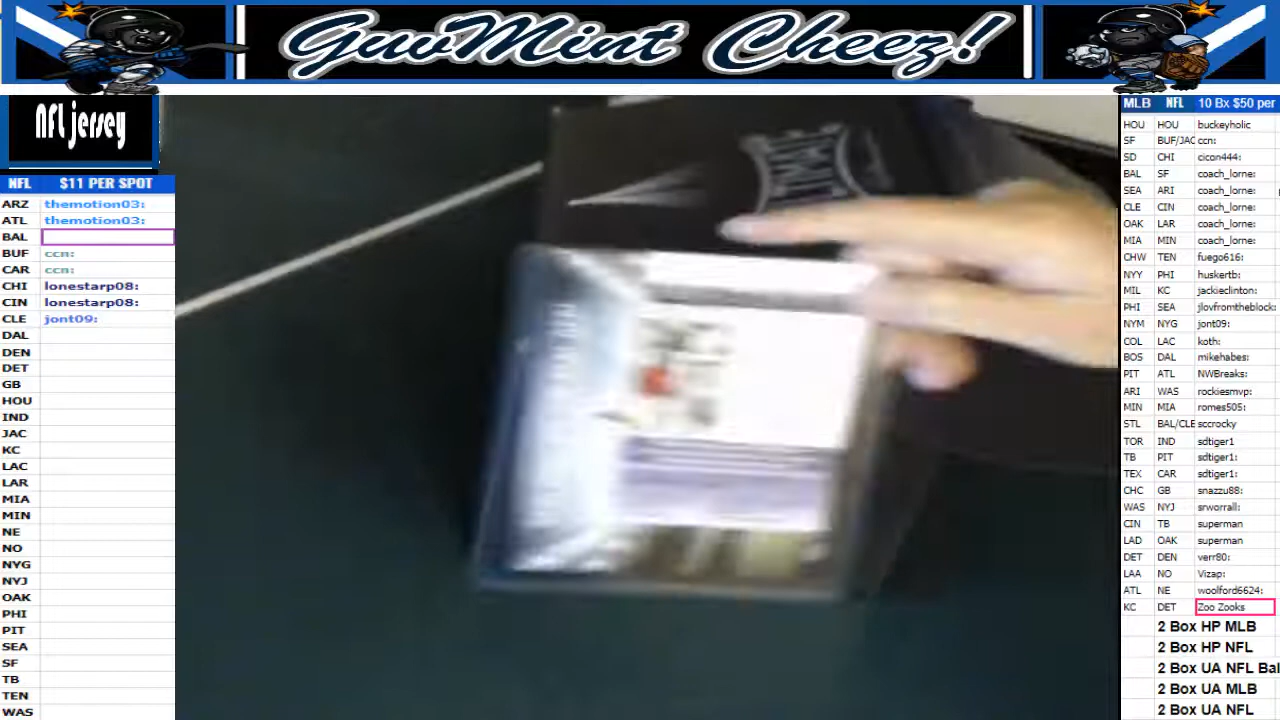 GuvMint Cheez!
NFL jersey
NFL $11 PER SPOT
ARZ themotion03:
ATL themotion03:
BAL
BUF ccn:
CAR ccn:
CHI lonestarp08:
CIN lonestarp08:
CLE jont09:
DAL
DEN
DET
GB
HOU
IND
JAC
KC
LAC
LAR
MIA
MIN
NE
NO
NYG
NYJ
OAK
PHI
PIT
SEA
SF
TB
TEN
WAS
MLB NFL 10 Bx $50 per
HOU HOU buckeyholic
SF BUF/JAC ccn:
SD CHI cicon444:
BAL SF coach_lorne:
SEA ARI coach_lorne:
CLE CIN coach_lorne:
OAK LAR coach_lorne:
MIA MIN coach_lorne:
CHW TEN fuego616:
NYY PHI huskertb:
MIL KC jackieclinton:
PHI SEA jlovfromtheblock:
NYM NYG jont09:
COL LAC koth:
BOS DAL mikehabes:
PIT ATL NWBreaks:
ARI WAS rockiesmvp:
MIN MIA romes505:
STL BAL/CLE sccrocky
TOR IND sdtiger1
TB PIT sdtiger1:
TEX CAR sdtiger1:
CHC GB snazzu88:
WAS NYJ srworrall:
CIN TB superman
LAD OAK superman
DET DEN verr80:
LAA NO Vizap:
ATL NE woolford6624:
KC DET Zoo Zooks
2 Box HP MLB
2 Box HP NFL
2 Box UA NFL Bal
2 Box UA MLB
2 Box UA NFL